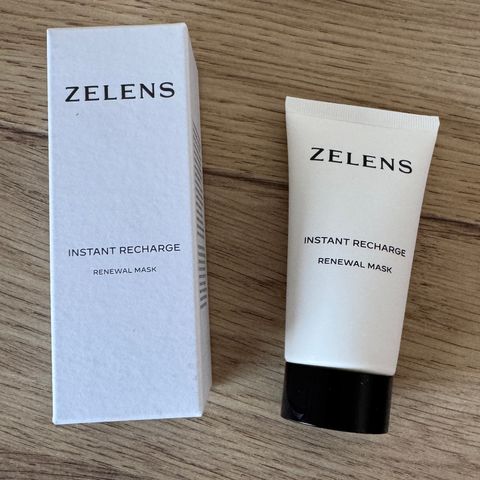 ZELENS
INSTANT RECHARGE
RENEWAL MASK
ZELENS
INSTANT RECHARGE
RENEWAL MASK